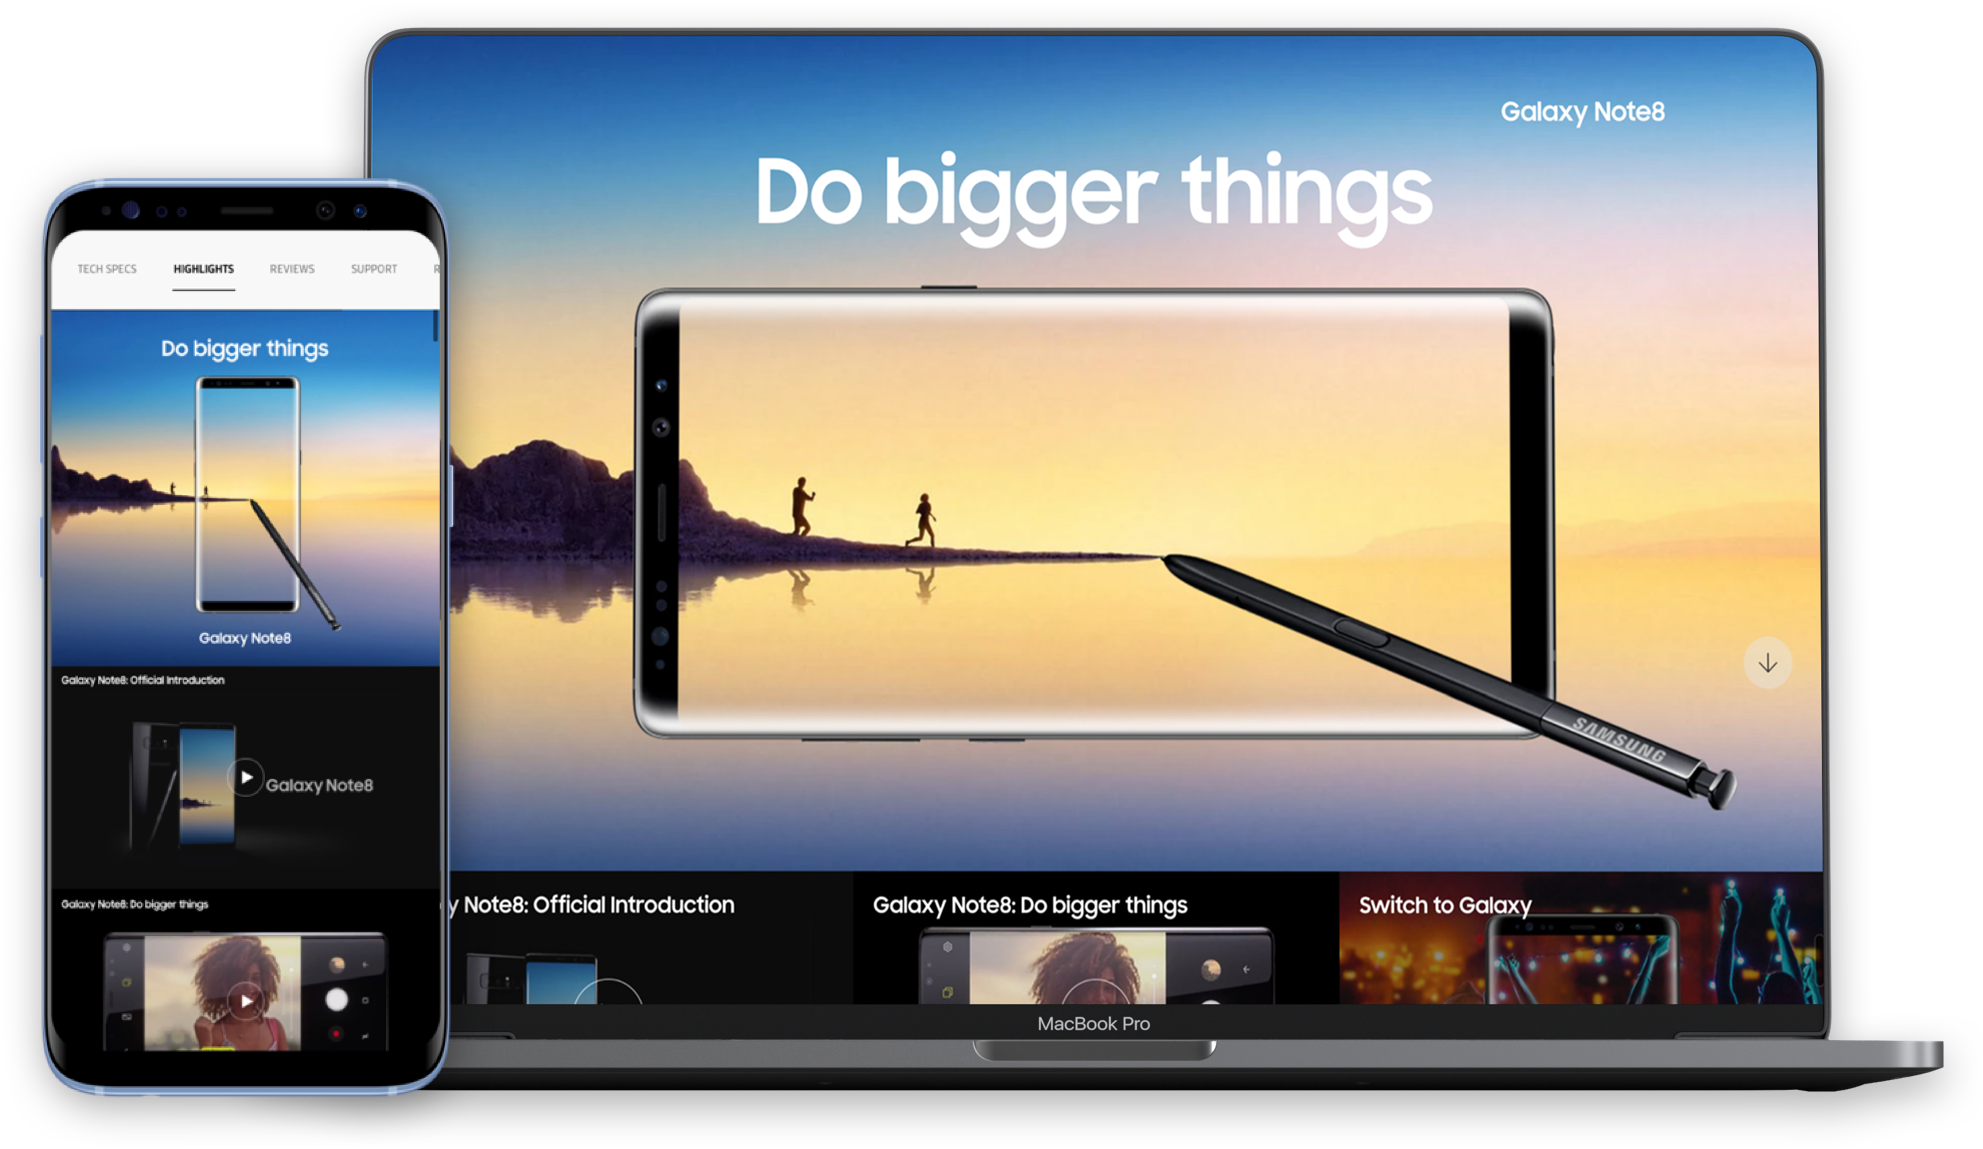 TECH SPECS HIGHLIGHTS REVIEWS SUPPORT R
Do bigger things
Galaxy Note8
Galaxy Note8: Official Introduction
Galaxy Note8
Galaxy Note8: Do bigger things
Galaxy Note8
Do bigger things
SAMSUNG
y Note8: Official Introduction
Galaxy Note8: Do bigger things
Switch to Galaxy
MacBook Pro